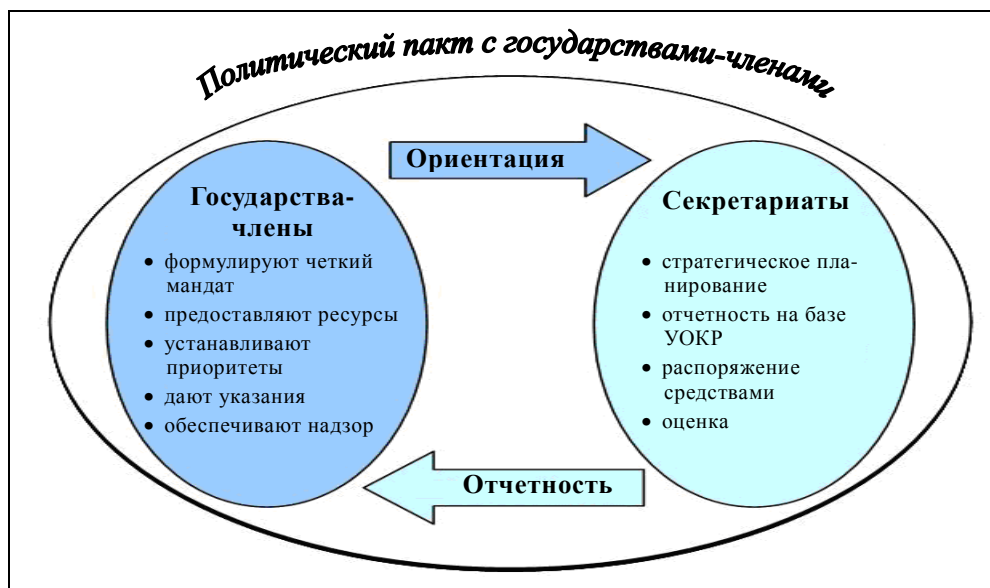 Политический пакт с государствами-членами
Ориентация
Государства-
члены
• формулируют четкий
мандат
• предоставляют ресурсы
• устанавливают
приоритеты
• дают указания
• обеспечивают надзор
Секретариаты
• стратегическое пла-
нирование
• отчетность на базе
УОКР
• распоряжение
средствами
• оценка
Отчетность